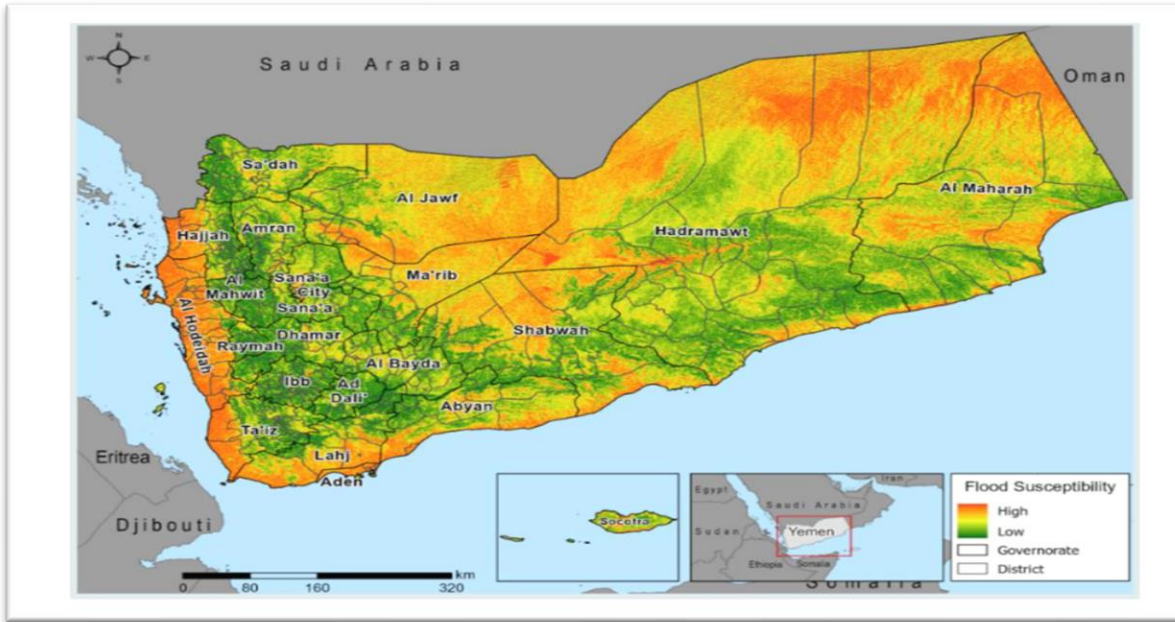 N
W E
S
Saudi Arabia
Oman
Sa'dah
Al Jawf
Al Maharah
Hajjah
Amran
Hadramawt
Ma'rib
Al
Mahwit
Sana'a
City
Sana'a
Al Hodeidah
Shabwah
Dhamar
Raymah
Al Bayda
Ibb
Ad
Dali'
Abyan
Ta'iz
Lahj
Aden
Eritrea
Djibouti
Socotra
Iran
Egypt
Saudi Arabia
Sudan
Yemen
Ethiopia
Somalia
Somalia
Flood Susceptibility
High
Low
Governorate
District
km
0 80 160 320